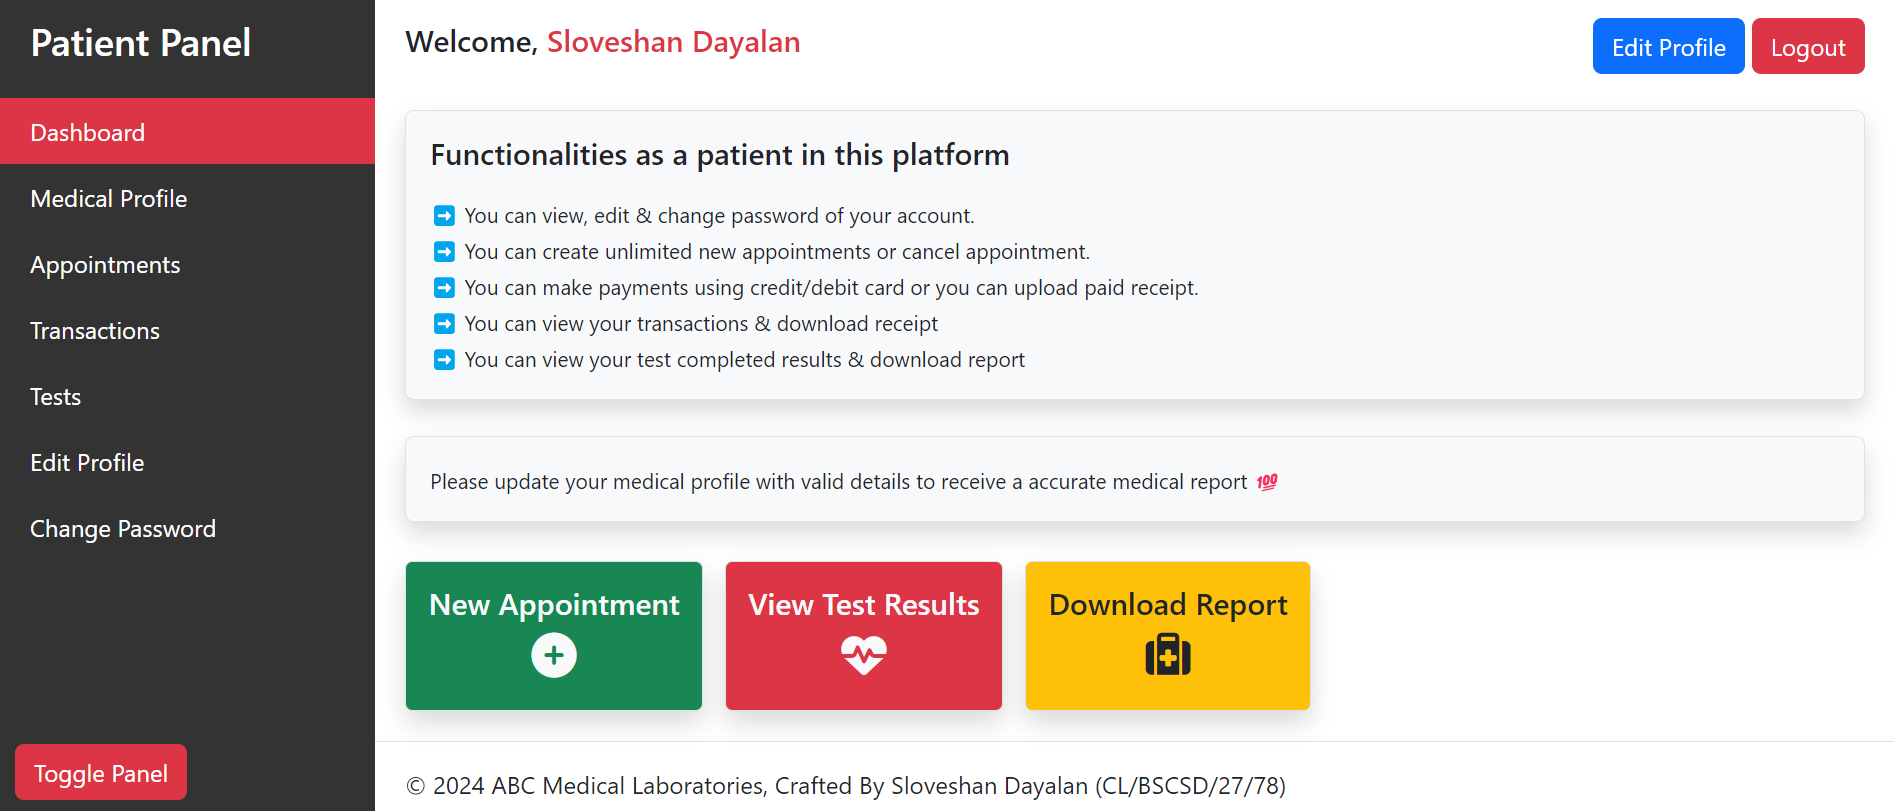 Patient Panel
Dashboard
Medical Profile
Appointments
Transactions
Tests
Edit Profile
Change Password
Toggle Panel
Welcome, Sloveshan Dayalan
Edit Profile
Logout
Functionalities as a patient in this platform
➡️ You can view, edit & change password of your account.
➡️ You can create unlimited new appointments or cancel appointment.
➡️ You can make payments using credit/debit card or you can upload paid receipt.
➡️ You can view your transactions & download receipt
➡️ You can view your test completed results & download report
Please update your medical profile with valid details to receive a accurate medical report 💯
New Appointment
View Test Results
Download Report
© 2024 ABC Medical Laboratories, Crafted By Sloveshan Dayalan (CL/BSCSD/27/78)